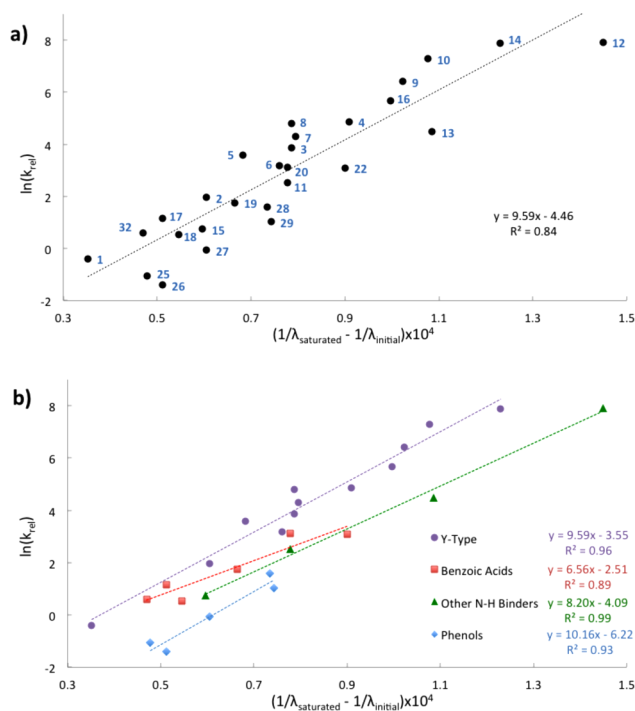 a)
8
6
4
2
0
-2
ln(k_rel)
12
14
10
9
16
13
8
4
7
5
3
6
20
22
11
2
19
28
17
29
32
15
18
27
1
25
26
y = 9.59x - 4.46
R² = 0.84
0.3 0.5 0.7 0.9 1.1 1.3 1.5
(1/λ_saturated - 1/λ_initial)x10⁴
b)
8
6
4
2
0
-2
ln(k_rel)
Y-Type y = 9.59x - 3.55
R² = 0.96
Benzoic Acids y = 6.56x - 2.51
R² = 0.89
Other N-H Binders y = 8.20x - 4.09
R² = 0.99
Phenols y = 10.16x - 6.22
R² = 0.93
0.3 0.5 0.7 0.9 1.1 1.3 1.5
(1/λ_saturated - 1/λ_initial)x10⁴